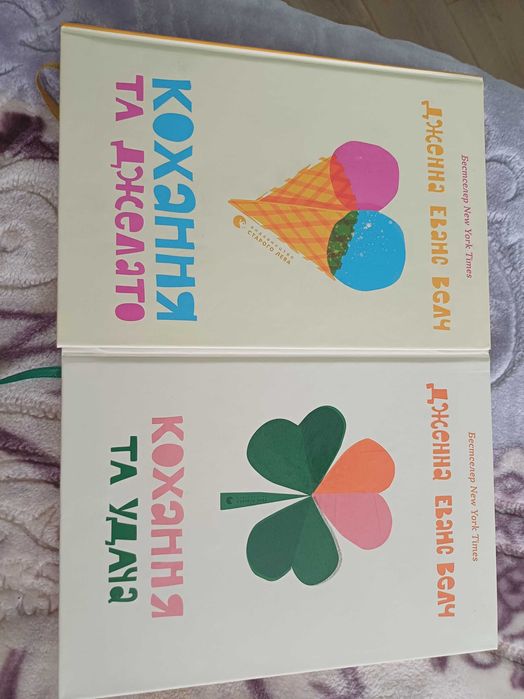 Бестселер New York Times
Дженна Еванс Велч
ВИДАВНИЦТВО
СТАРОГО ЛЕВА
КОХАННЯ
ТА ДЖЕЛАТО
Бестселер New York Times
Дженна Еванс Велч
КОХАННЯ
ТА УДАЧА